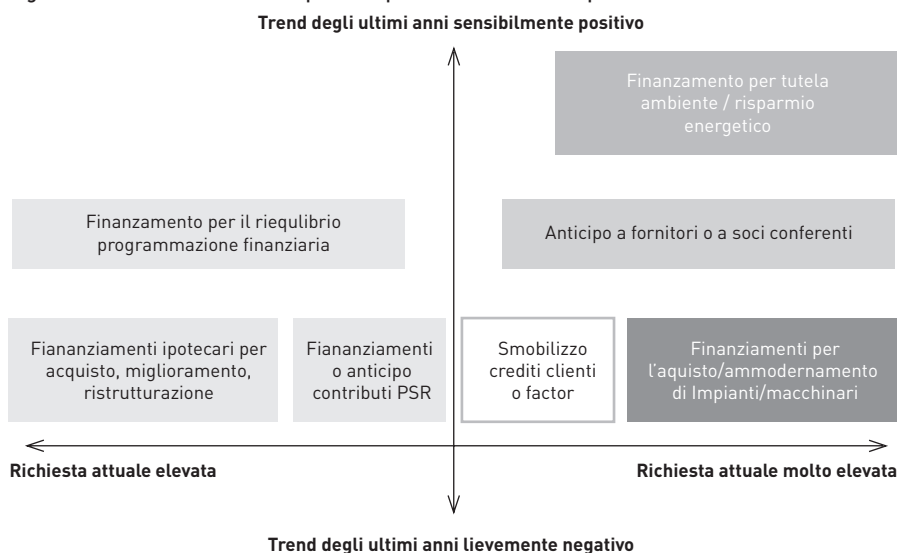 Trend degli ultimi anni sensibilmente positivo
Finanzamento per tutela
ambiente / risparmio
energetico
Finanzamento per il riequlibrio
programmazione finanziaria
Anticipo a fornitori o a soci conferenti
Fiananziamenti ipotecari per
acquisto, miglioramento,
ristrutturazione
Fiananziamenti
o anticipo
contributi PSR
Smobilizzo
crediti clienti
o factor
Finanziamenti per
l'aquisto/ammodernamento
di Impianti/macchinari
Richiesta attuale elevata
Richiesta attuale molto elevata
Trend degli ultimi anni lievemente negativo